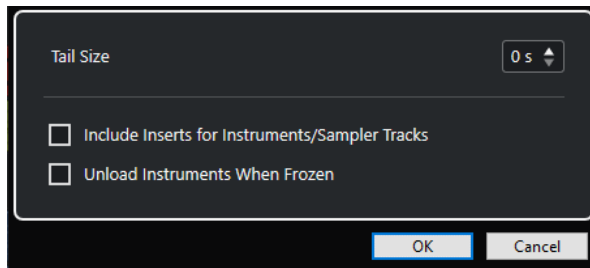 Tail Size
0 s
Include Inserts for Instruments/Sampler Tracks
Unload Instruments When Frozen
OK
Cancel